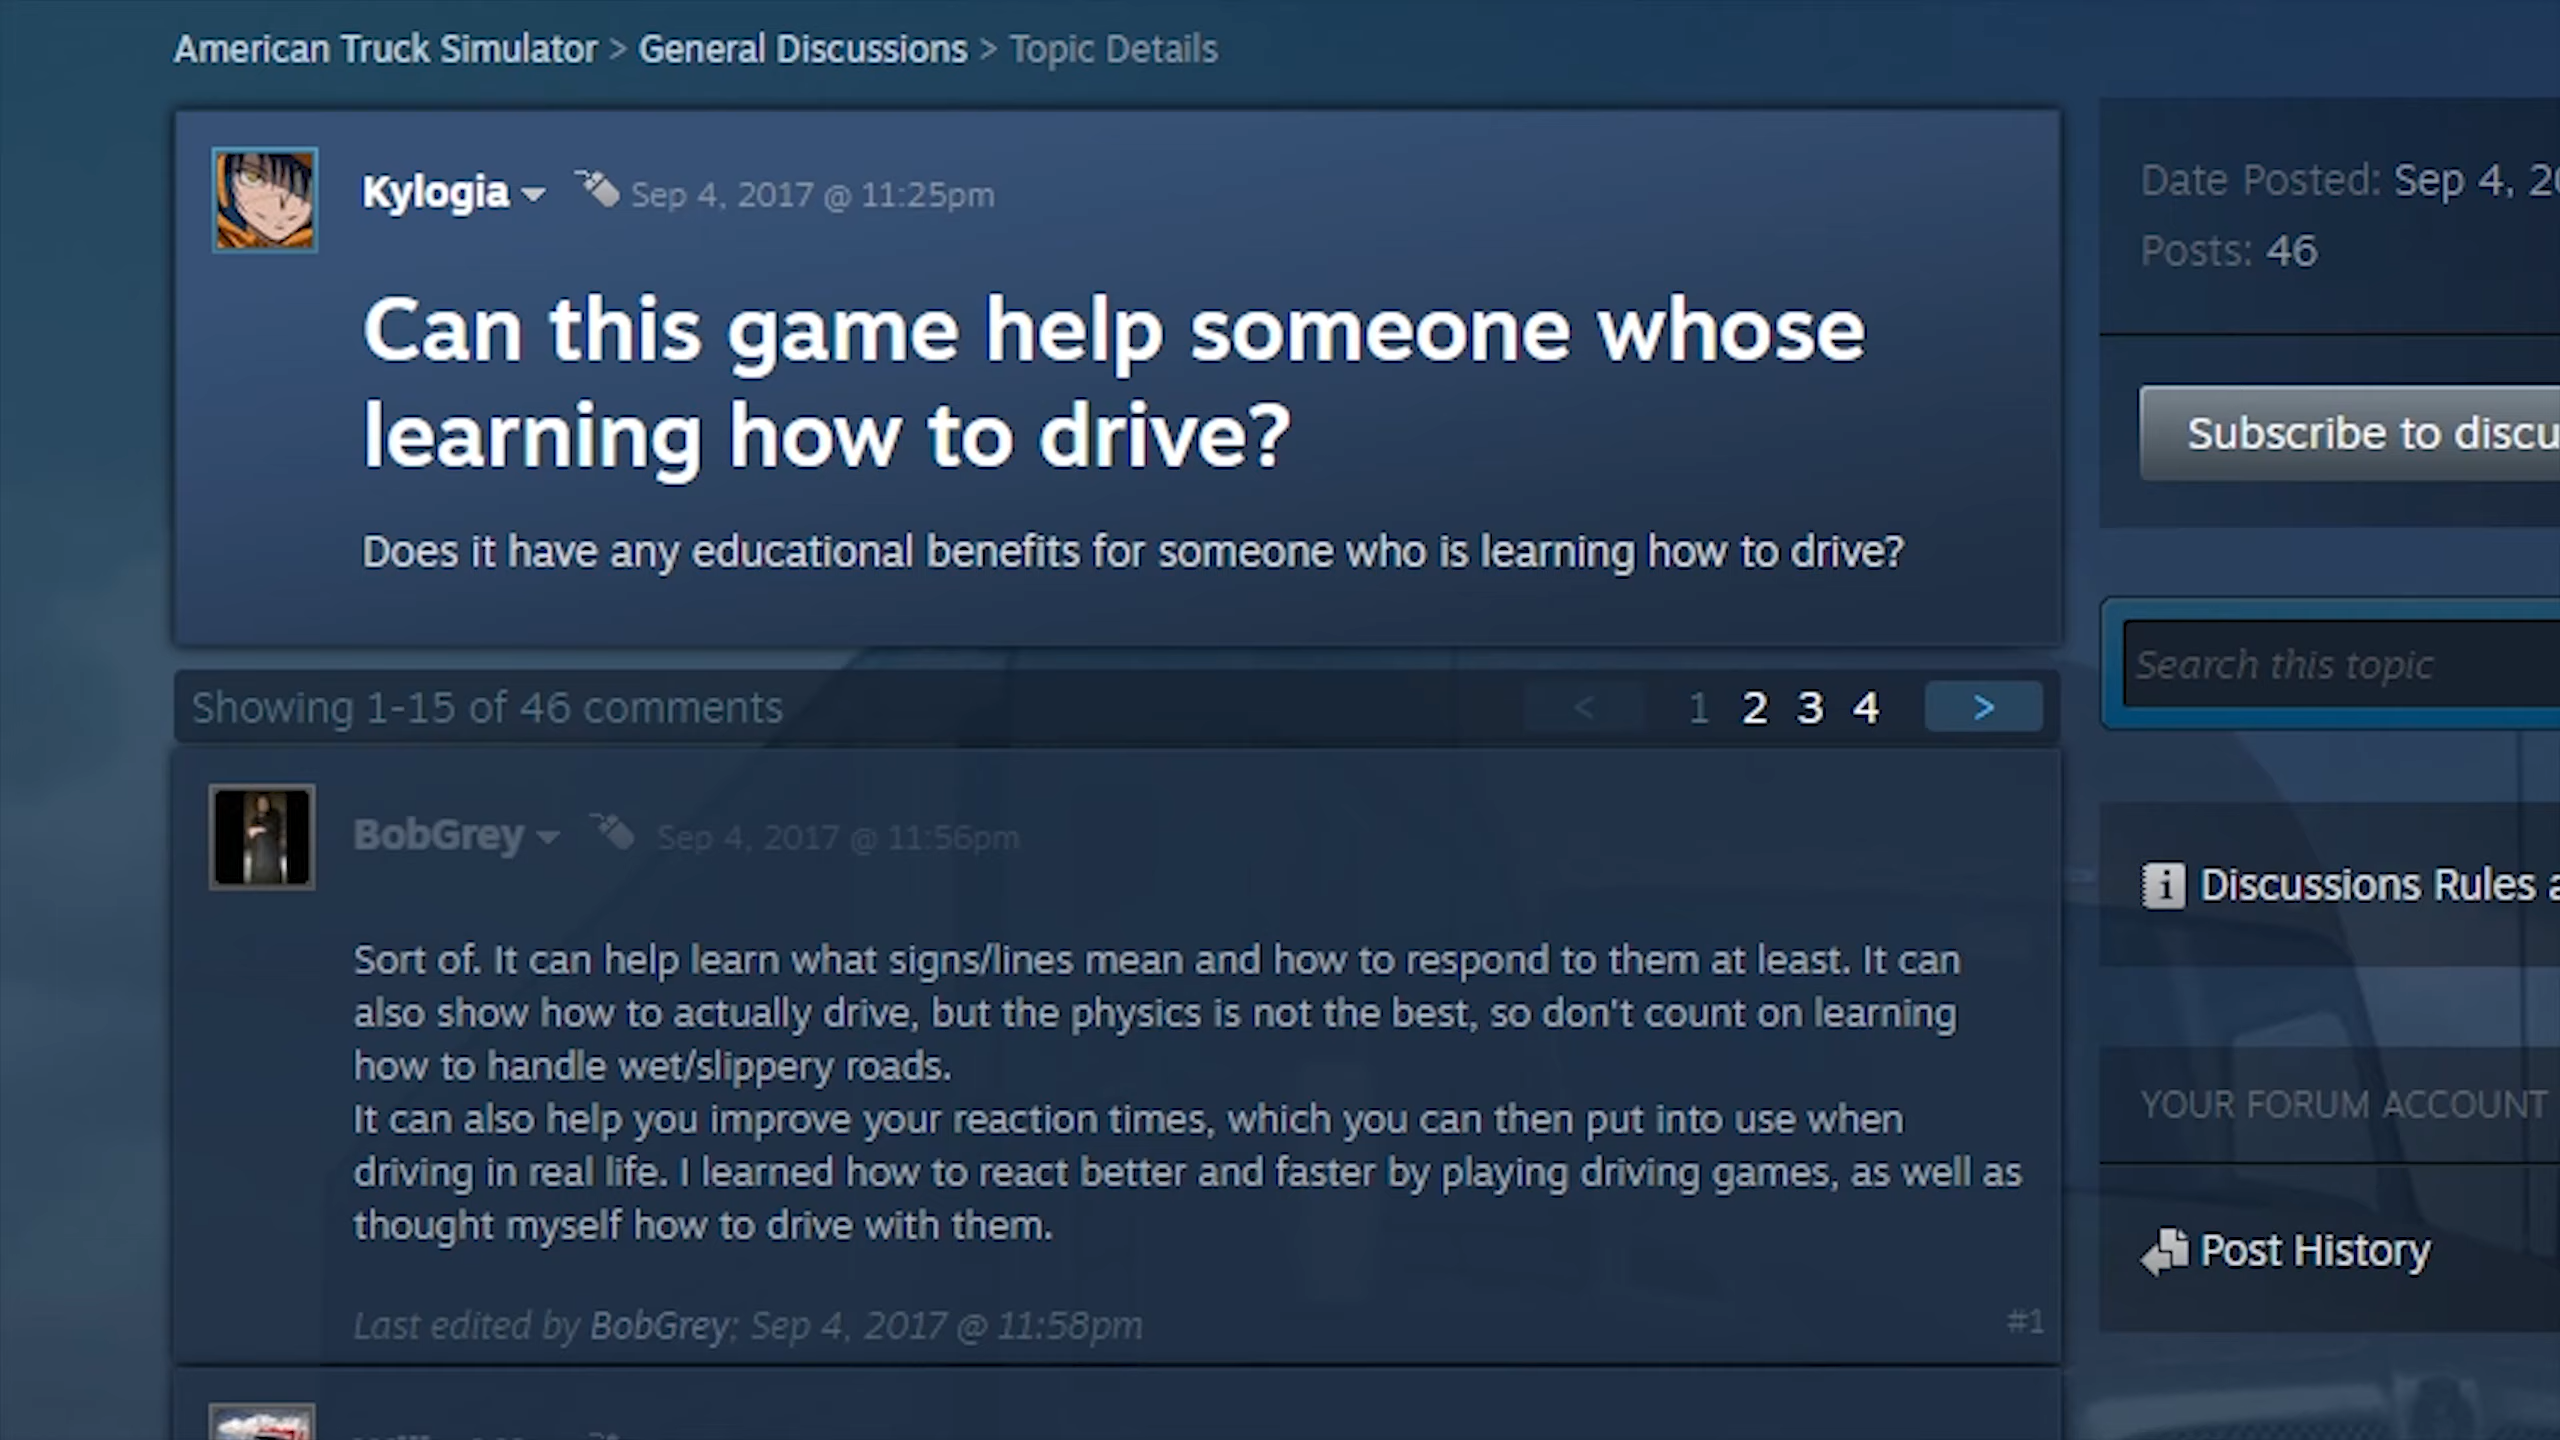 American Truck Simulator > General Discussions > Topic Details
Kylogia Sep 4, 2017 @ 11:25pm
Can this game help someone whose
learning how to drive?
Does it have any educational benefits for someone who is learning how to drive?
Showing 1-15 of 46 comments
< 1 2 3 4 >
BobGrey Sep 4, 2017 @ 11:56pm
Sort of. It can help learn what signs/lines mean and how to respond to them at least. It can
also show how to actually drive, but the physics is not the best, so don't count on learning
how to handle wet/slippery roads.
It can also help you improve your reaction times, which you can then put into use when
driving in real life. I learned how to react better and faster by playing driving games, as well as
thought myself how to drive with them.
Last edited by BobGrey; Sep 4, 2017 @ 11:58pm
#1
Date Posted: Sep 4, 20
Posts: 46
Subscribe to discu
Search this topic
Discussions Rules a
YOUR FORUM ACCOUNT
Post History